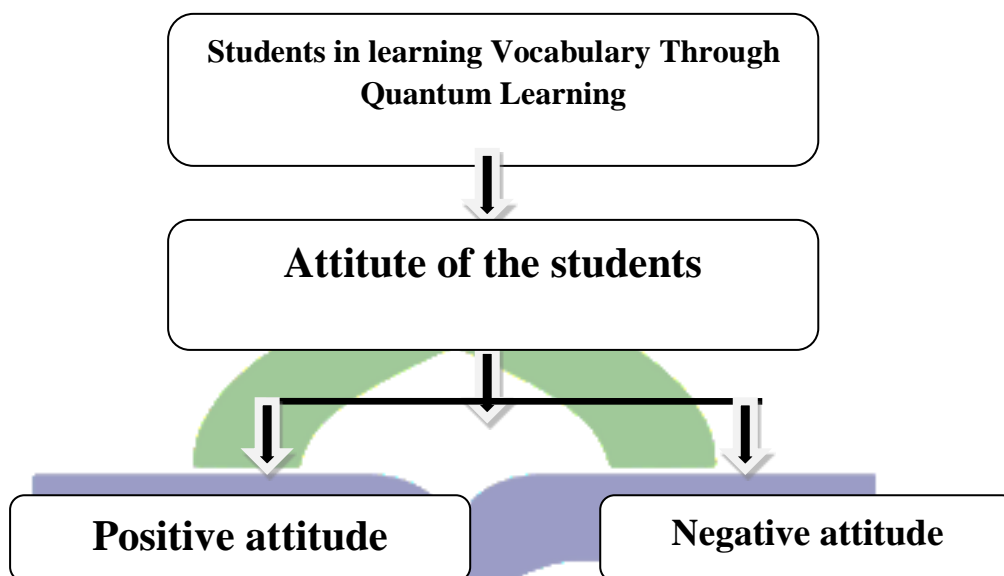 Students in learning Vocabulary Through
Quantum Learning
Attitute of the students
Positive attitude
Negative attitude